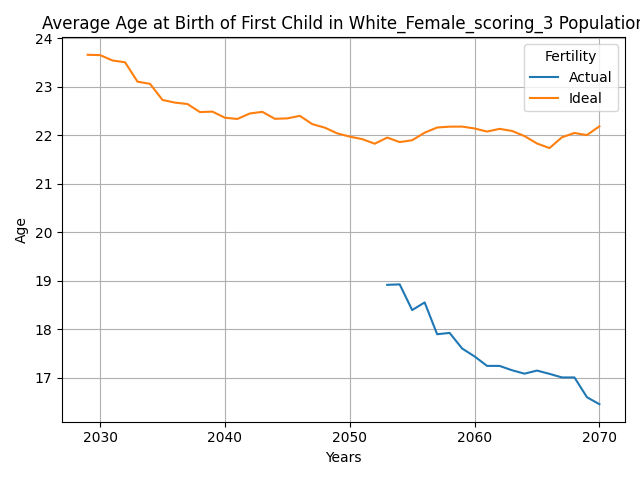 Average Age at Birth of First Child in White_Female_scoring_3 Population
Fertility
Actual
Ideal
24
23
22
21
20
19
18
17
Age
2030 2040 2050 2060 2070
Years